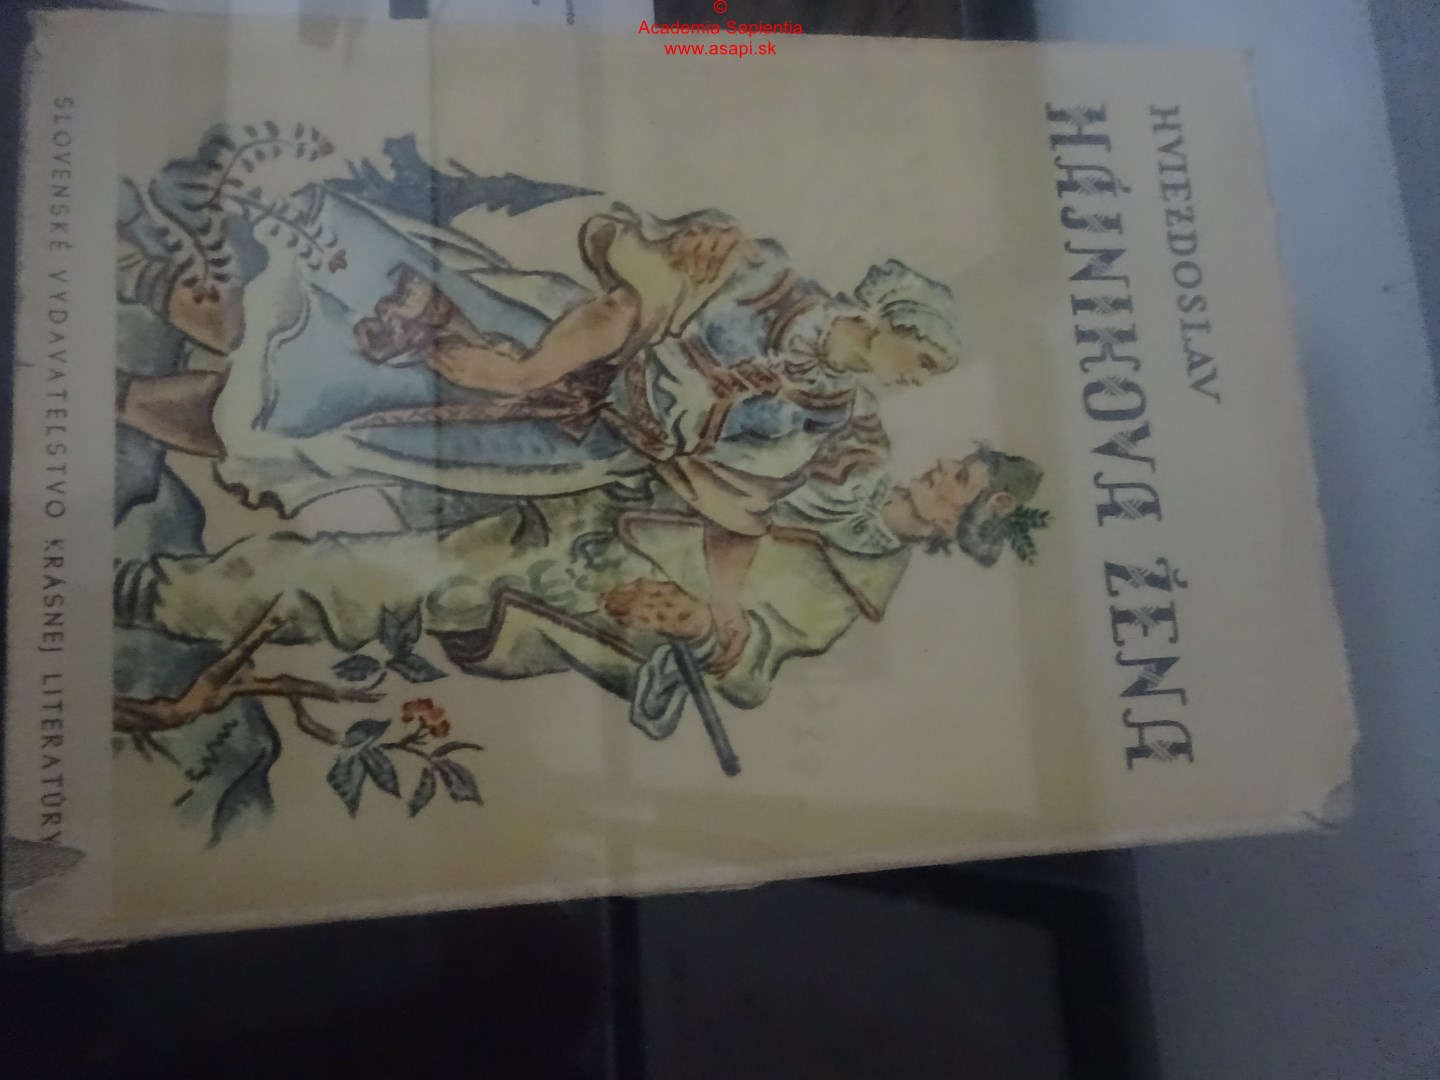 ©
Academia Sapientia
www.asapi.sk
HVIEZDOSLAV
HÁJNIKOVA ŽENA
SLOVENSKÉ VYDAVATEĽSTVO KRÁSNEJ LITERATÚRY